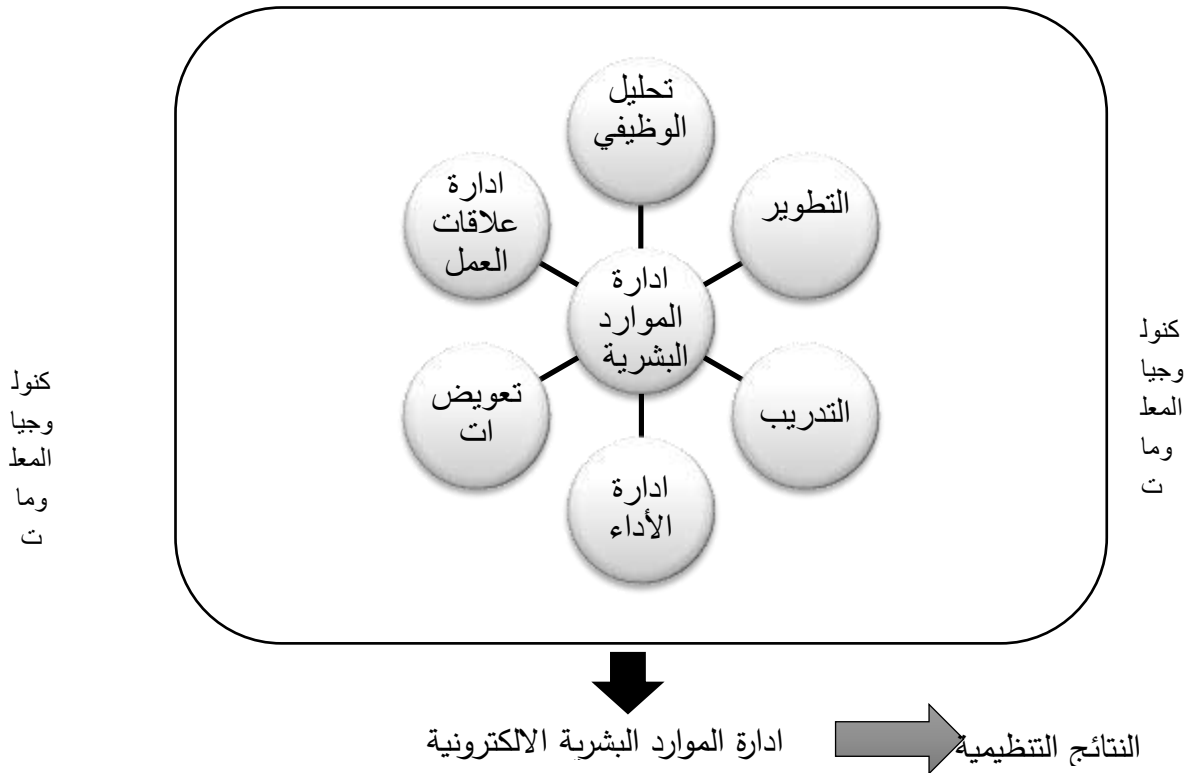 تحليل
الوظيفي
التطوير
ادارة
علاقات
العمل
ادارة
الموارد
البشرية
التدريب
تعويض
ات
ادارة
الأداء
كنول
وجيا
المعل
وما
ت
كنول
وجيا
المعل
وما
ت
ادارة الموارد البشرية الالكترونية
النتائج التنظيمية